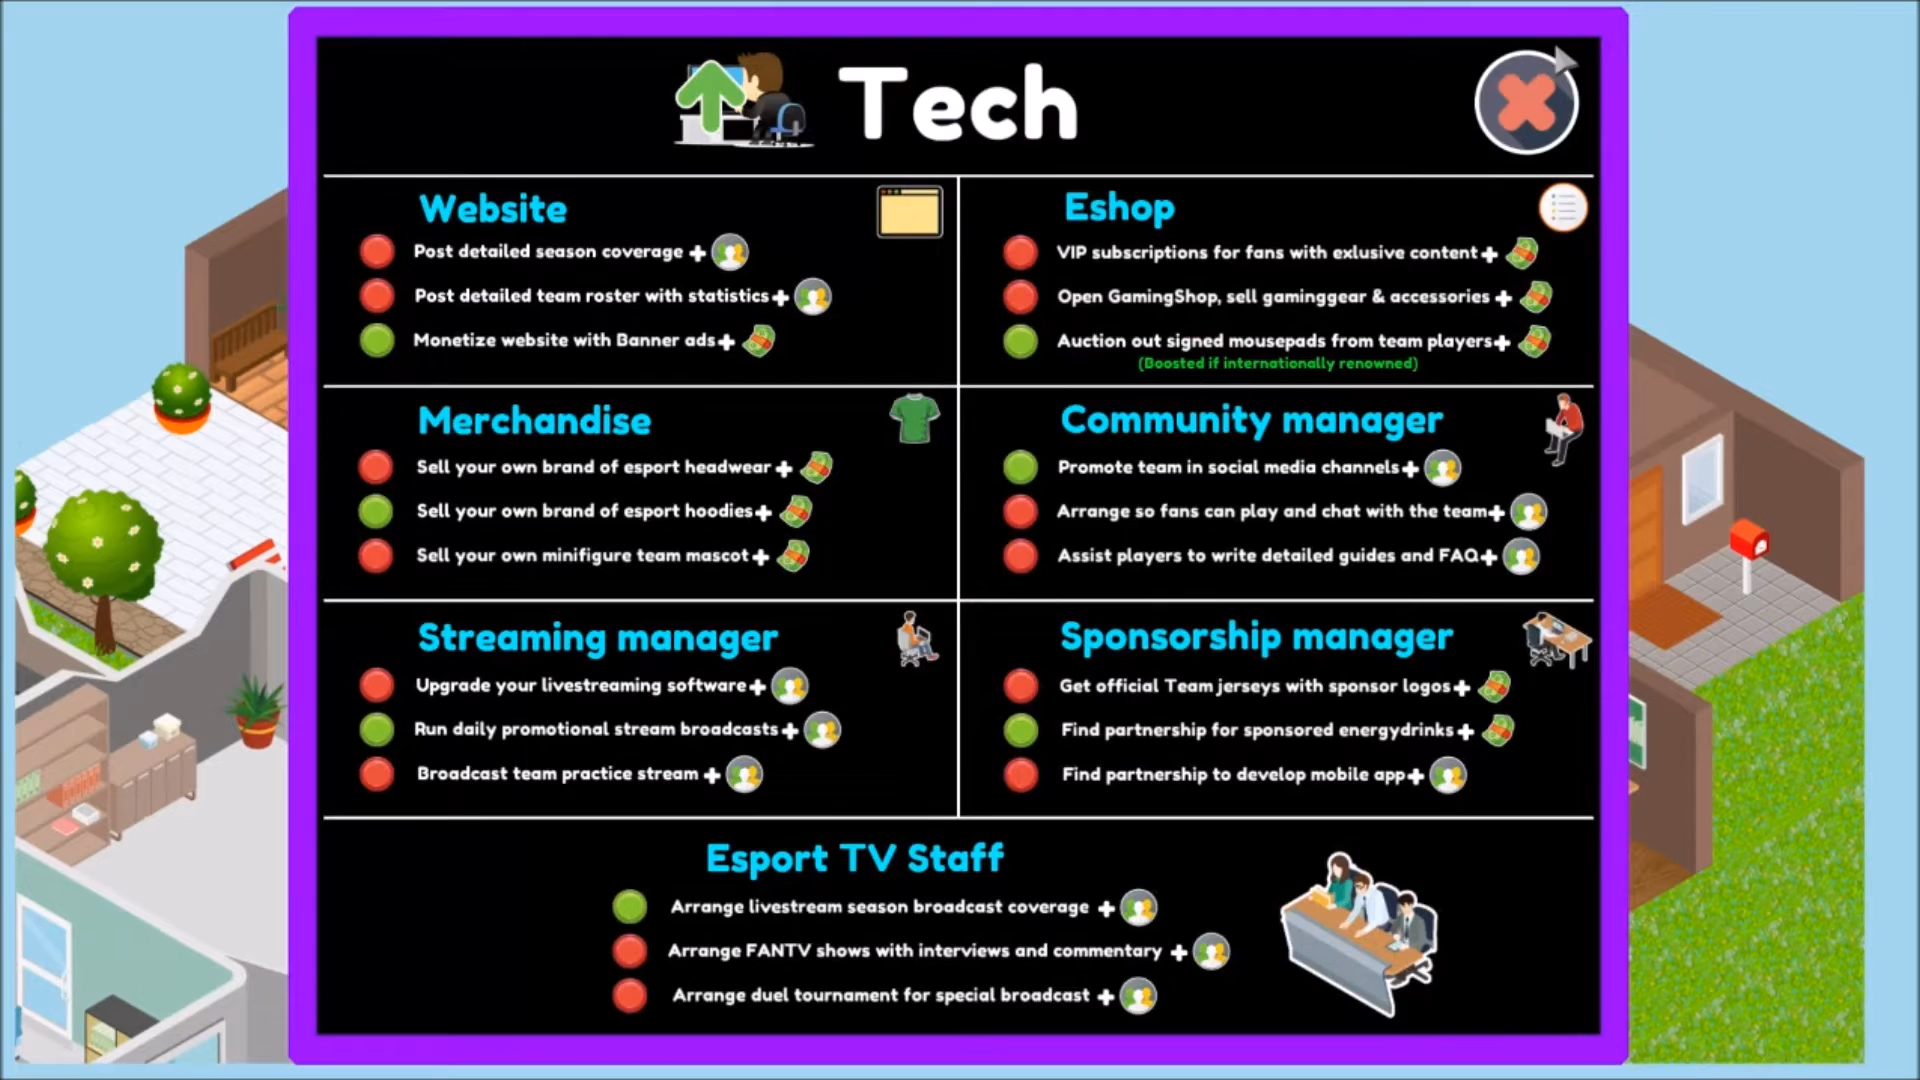 Tech
Website
Post detailed season coverage +
Post detailed team roster with statistics+
Monetize website with Banner ads+
Eshop
VIP subscriptions for fans with exlusive content+
Open GamingShop, sell gaminggear & accessories +
Auction out signed mousepads from team players+
(Boosted if internationally renowned)
Merchandise
Sell your own brand of esport headwear +
Sell your own brand of esport hoodies+
Sell your own minifigure team mascot+
Community manager
Promote team in social media channels+
Arrange so fans can play and chat with the team+
Assist players to write detailed guides and FAQ+
Streaming manager
Upgrade your livestreaming software+
Run daily promotional stream broadcasts+
Broadcast team practice stream +
Sponsorship manager
Get official Team jerseys with sponsor logos+
Find partnership for sponsored energydrinks+
Find partnership to develop mobile app+
Esport TV Staff
Arrange livestream season broadcast coverage +
Arrange FANTV shows with interviews and commentary +
Arrange duel tournament for special broadcast +